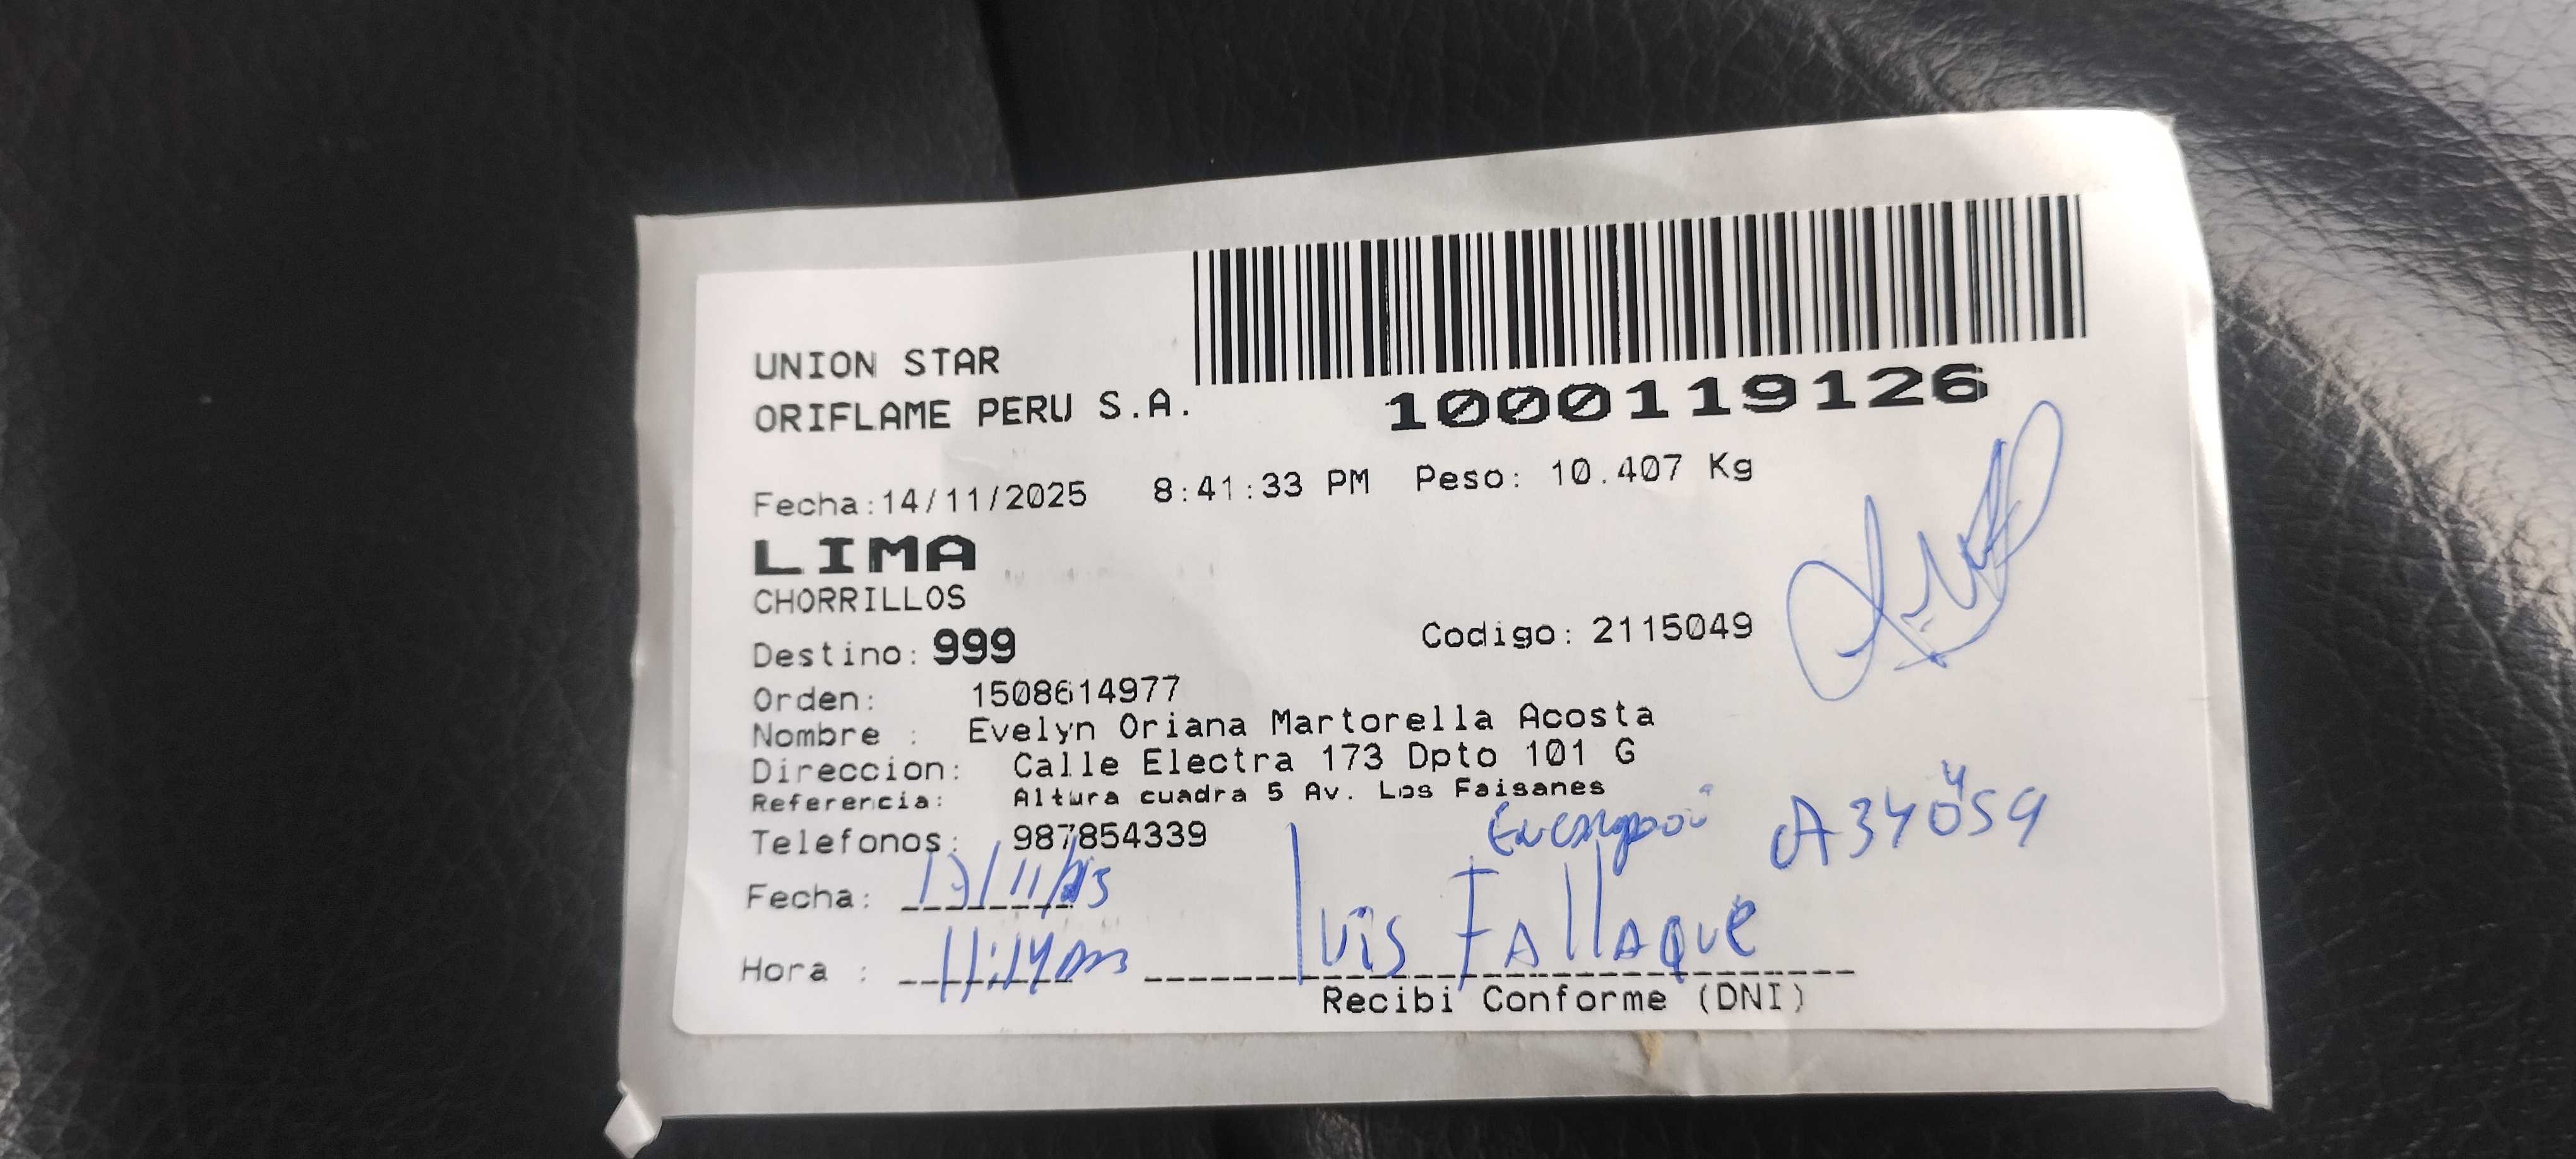 UNION STAR
ORIFLAME PERU S.A.
1000119126
Fecha:14/11/2025 8:41:33 PM Peso: 10.407 Kg
LIMA
CHORRILLOS
Destino: 999 Codigo: 2115049
Orden: 1508614977
Nombre : Evelyn Oriana Martorella Acosta
Direccion: Calle Electra 173 Dpto 101 G
Referencia: Altura cuadra 5 Av. Los Faisanes
Telefonos: 987854339
Fecha: /11/
Hora : Luis Fallaque
Recibi Conforme (DNI)